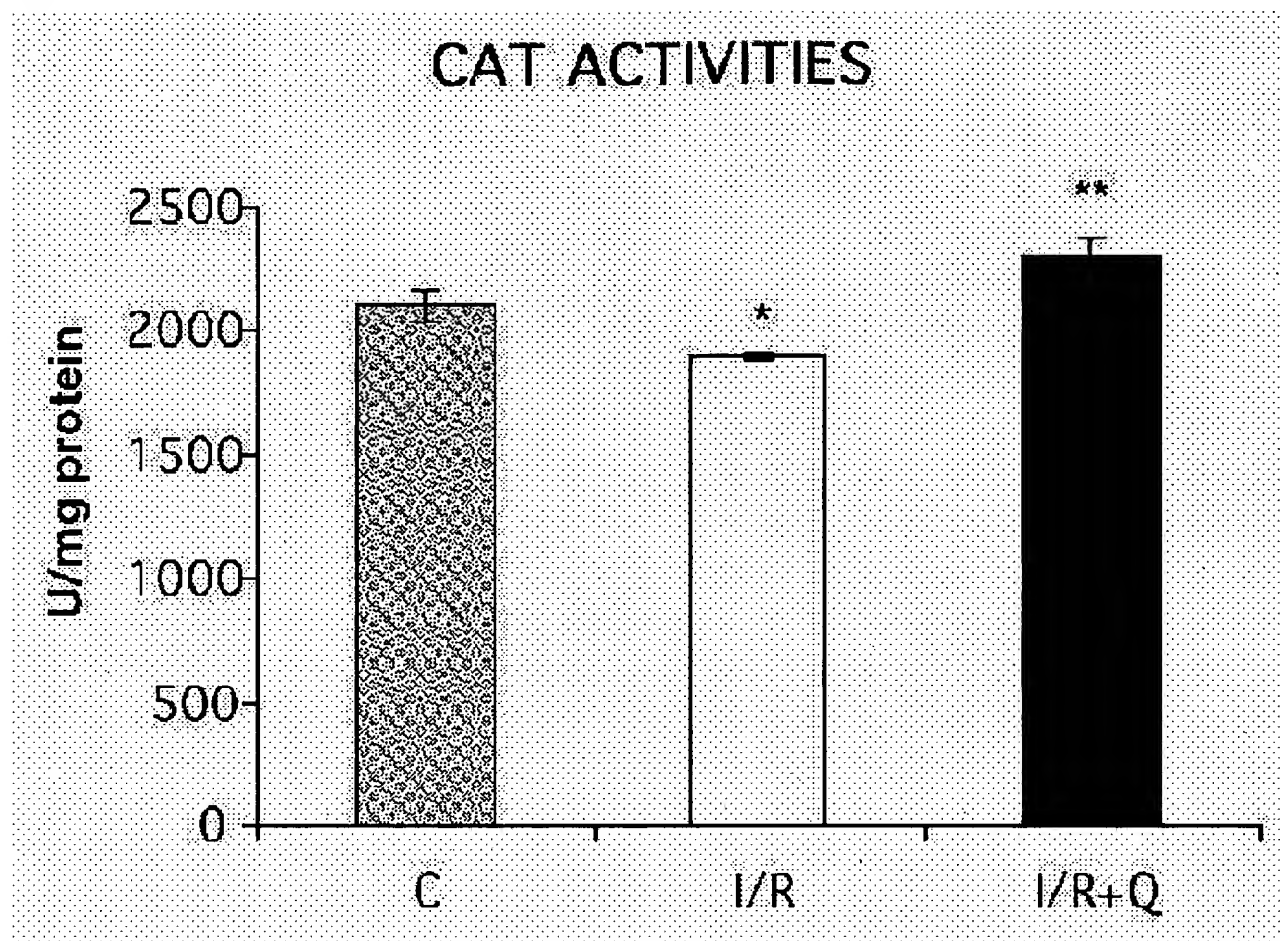 CAT ACTIVITIES
U/mg protein
2500
2000
1500
1000
500
0
*
**
C
I/R
I/R+Q